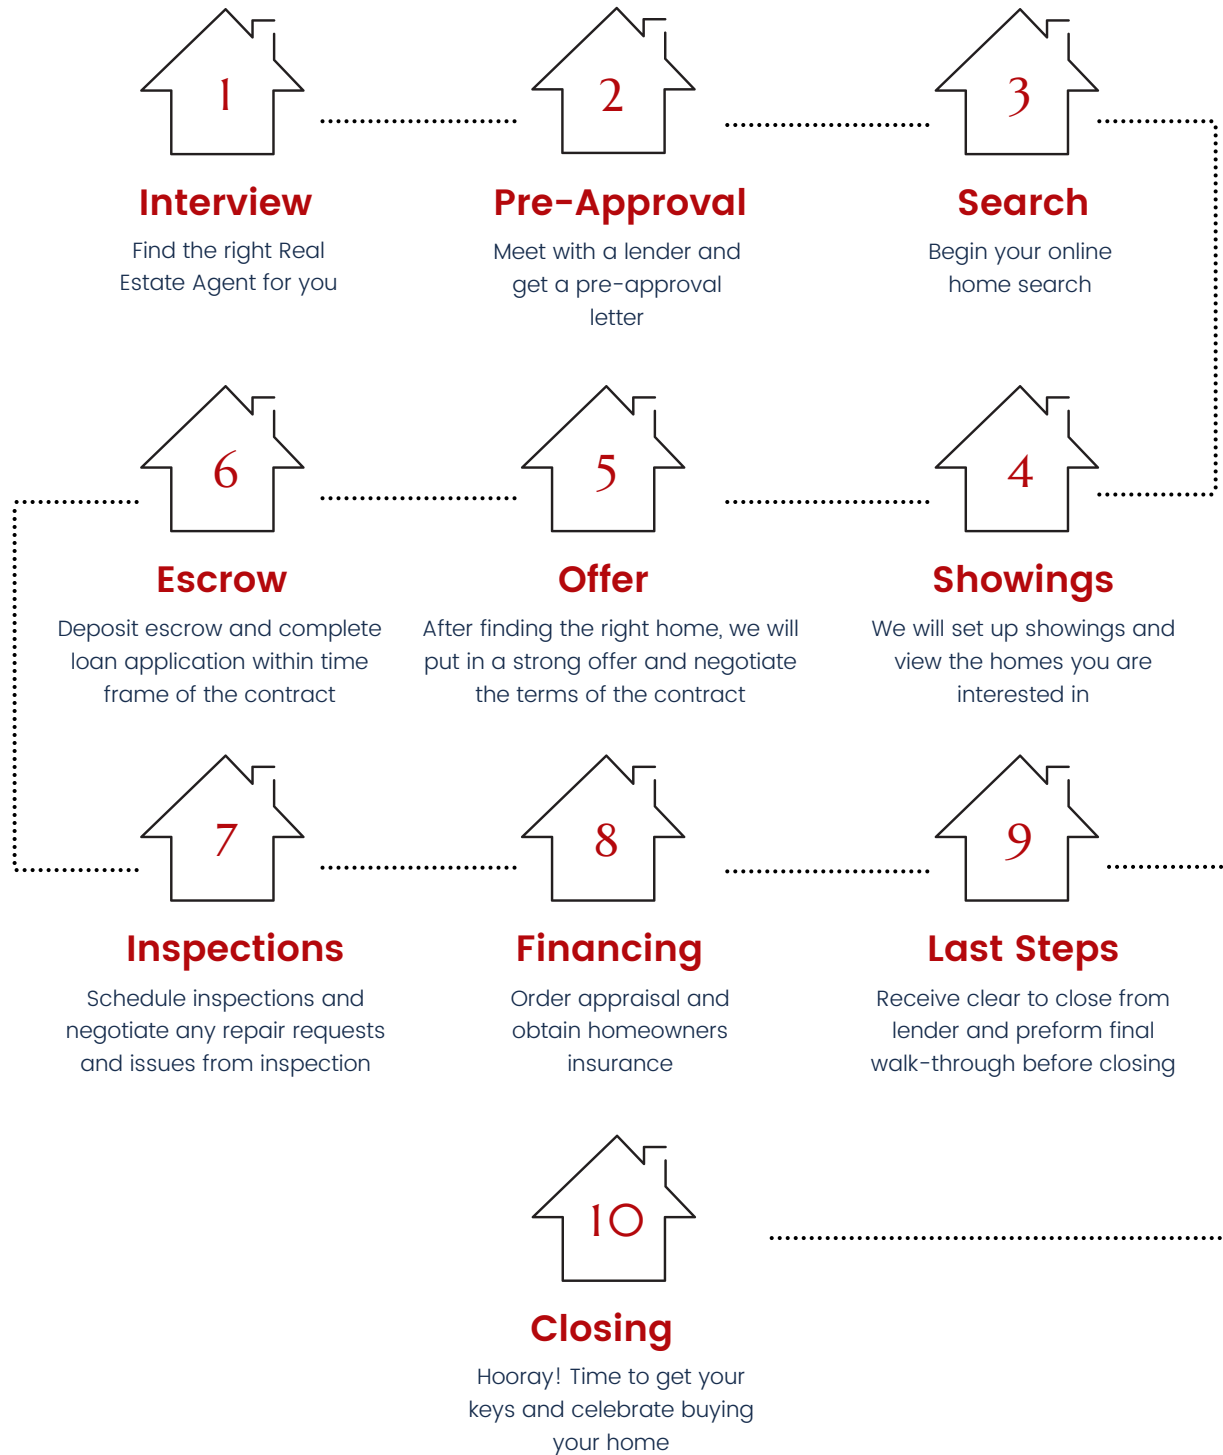 1
Interview
Find the right Real
Estate Agent for you
2
Pre-Approval
Meet with a lender and
get a pre-approval
letter
3
Search
Begin your online
home search
4
Showings
We will set up showings and
view the homes you are
interested in
5
Offer
After finding the right home, we will
put in a strong offer and negotiate
the terms of the contract
6
Escrow
Deposit escrow and complete
loan application within time
frame of the contract
7
Inspections
Schedule inspections and
negotiate any repair requests
and issues from inspection
8
Financing
Order appraisal and
obtain homeowners
insurance
9
Last Steps
Receive clear to close from
lender and preform final
walk-through before closing
10
Closing
Hooray! Time to get your
keys and celebrate buying
your home